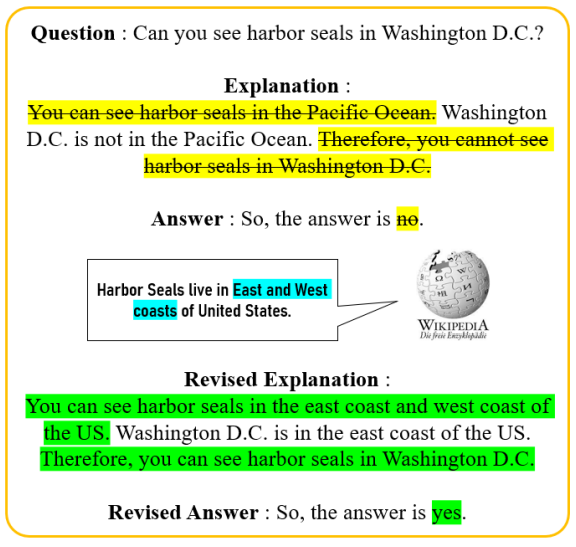 Question : Can you see harbor seals in Washington D.C.?
Explanation :
You can see harbor seals in the Pacific Ocean. Washington
D.C. is not in the Pacific Ocean. Therefore, you cannot see
harbor seals in Washington D.C.
Answer : So, the answer is no.
Harbor Seals live in East and West
coasts of United States.
WIKIPEDIA
Die freie Enzyklopädie
Revised Explanation :
You can see harbor seals in the east coast and west coast of
the US. Washington D.C. is in the east coast of the US.
Therefore, you can see harbor seals in Washington D.C.
Revised Answer : So, the answer is yes.